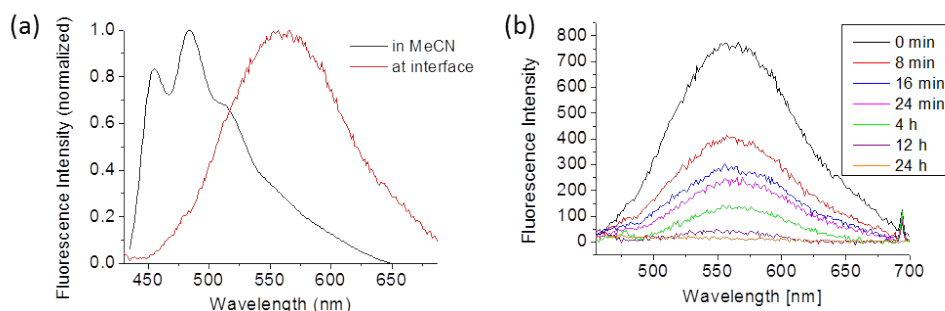 (a)
Fluorescence Intensity (normalized)
1.0
0.8
0.6
0.4
0.2
0.0
in MeCN
at interface
450 500 550 600 650
Wavelength (nm)
(b)
Fluorescence Intensity
800
700
600
500
400
300
200
100
0
0 min
8 min
16 min
24 min
4 h
12 h
24 h
500 550 600 650 700
Wavelength [nm]